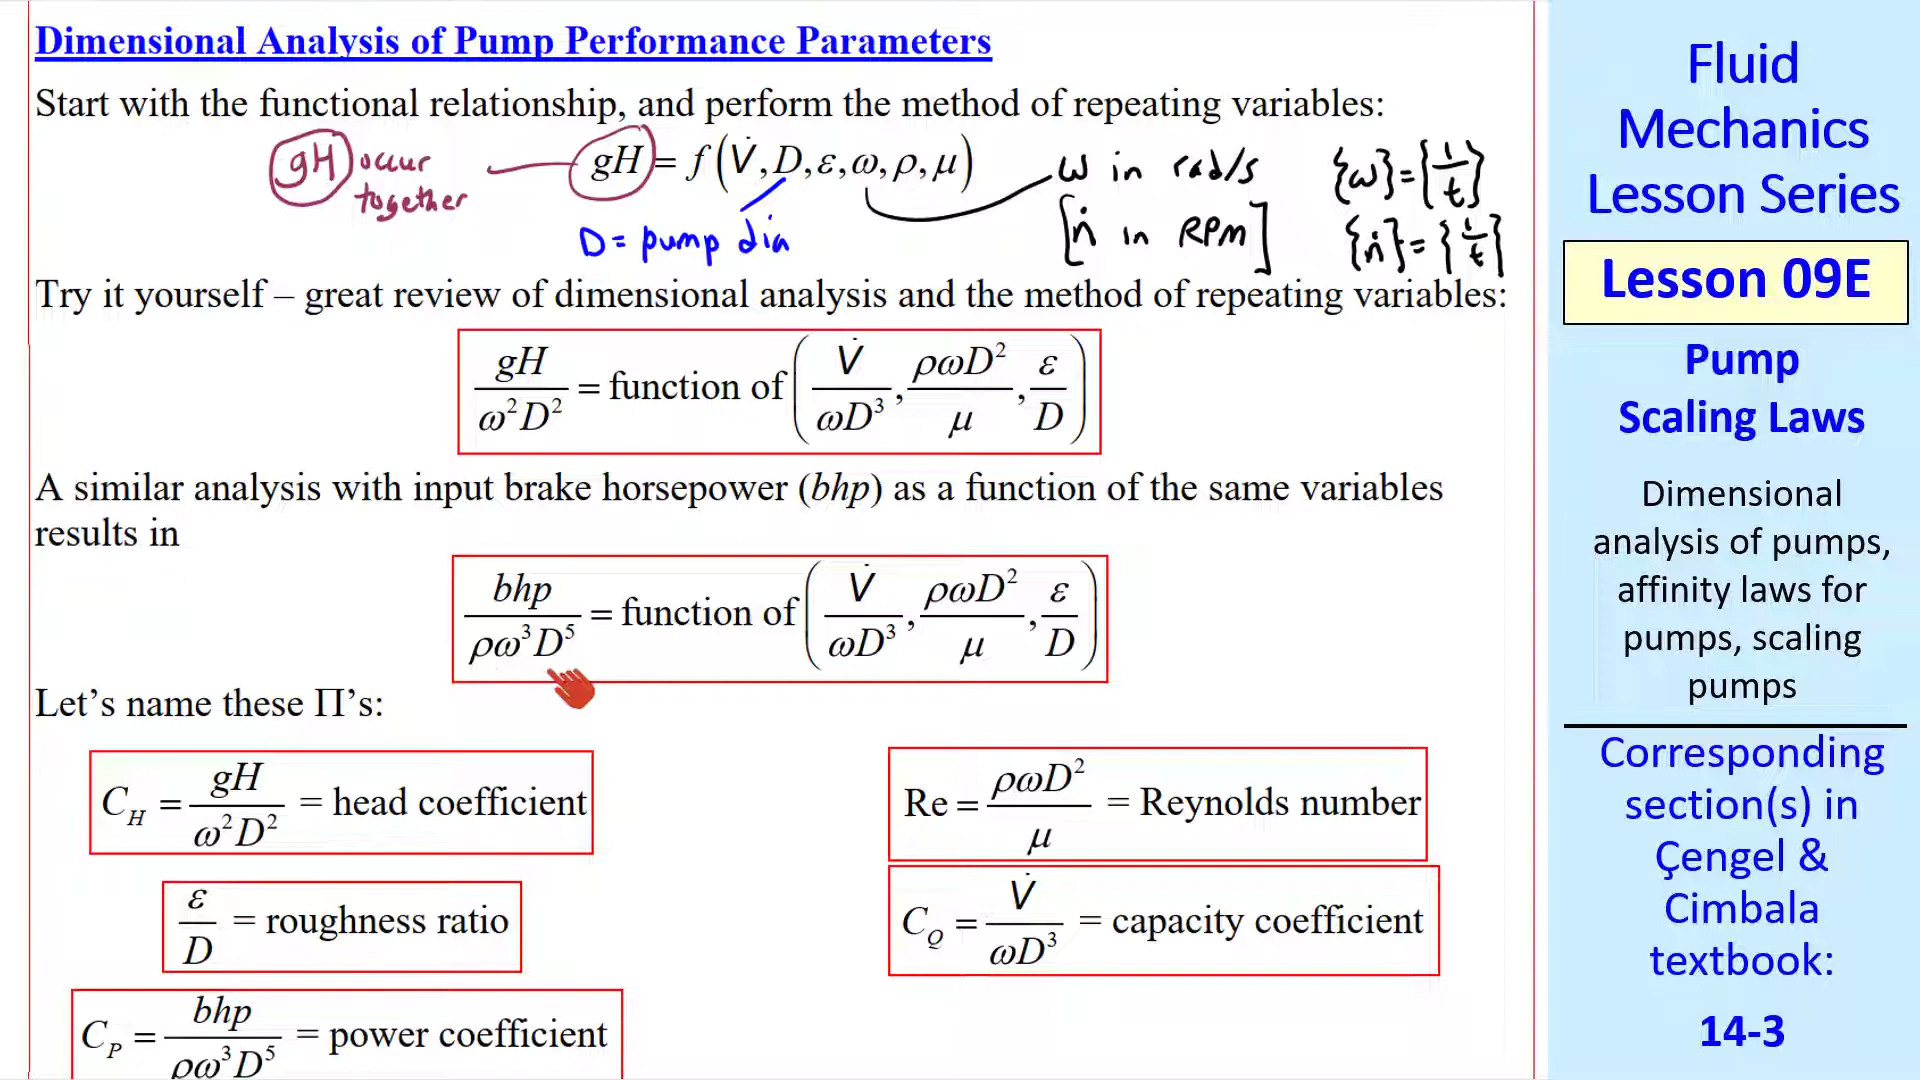 Dimensional Analysis of Pump Performance Parameters
Start with the functional relationship, and perform the method of repeating variables:
gH occur together
gH = f(V̇, D, ε, ω, ρ, μ)
ω in rad/s
{ω} = {1/t}
D = pump dia
[ṅ in RPM]
{ṅ} = {1/t}
Try it yourself – great review of dimensional analysis and the method of repeating variables:
gH/ω²D² = function of (V̇/ωD³, ρωD²/μ, ε/D)
A similar analysis with input brake horsepower (bhp) as a function of the same variables
results in
bhp/ρω³D⁵ = function of (V̇/ωD³, ρωD²/μ, ε/D)
Let’s name these Π’s:
C_H = gH/ω²D² = head coefficient
Re = ρωD²/μ = Reynolds number
ε/D = roughness ratio
C_Q = V̇/ωD³ = capacity coefficient
C_P = bhp/ρω³D⁵ = power coefficient
Fluid
Mechanics
Lesson Series
Lesson 09E
Pump
Scaling Laws
Dimensional
analysis of pumps,
affinity laws for
pumps, scaling
pumps
Corresponding
section(s) in
Çengel &
Cimbala
textbook:
14-3